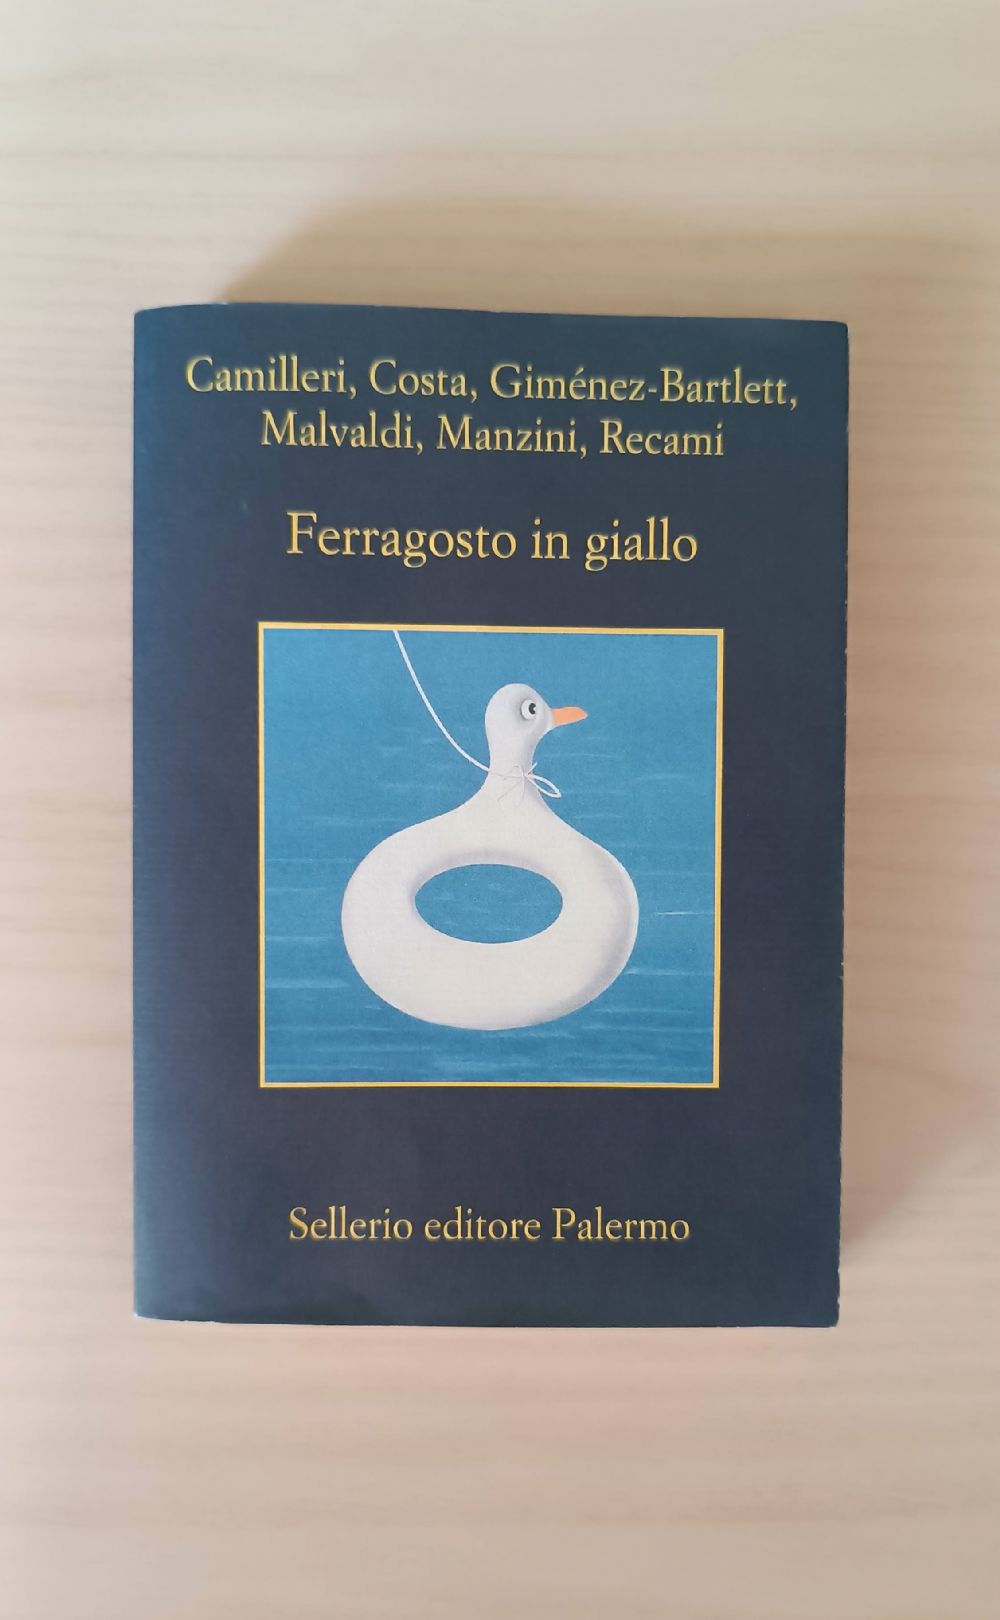 Camilleri, Costa, Giménez-Bartlett,
Malvaldi, Manzini, Recami
Ferragosto in giallo
Sellerio editore Palermo